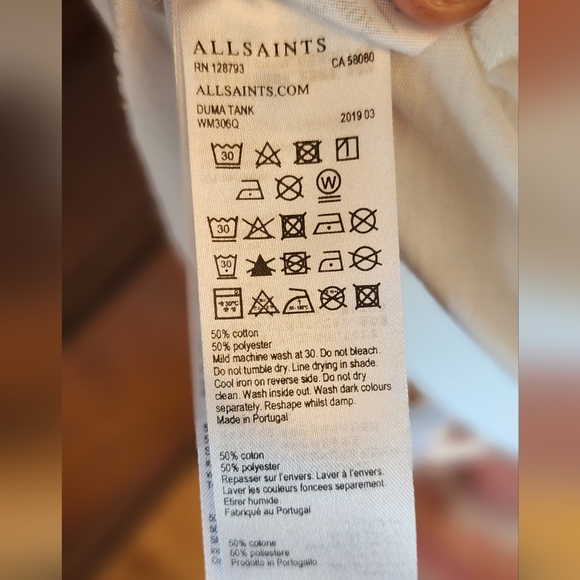 ALLSAINTS
RN 128793 CA 58080
ALLSAINTS.COM
DUMA TANK
WM306Q 2019 03
30
W
30
30
50% cotton
50% polyester
Mild machine wash at 30. Do not bleach.
Do not tumble dry. Line drying in shade.
Cool iron on reverse side. Do not dry
clean. Wash inside out. Wash dark colours
separately. Reshape whilst damp.
Made in Portugal
50% coton
50% polyester
Repasser sur l'envers. Laver à l'envers.
Laver les couleurs foncees separement.
Etirer humide
Fabriqué au Portugal
50% cotone
50% poliestere
Prodotto in Portogallo